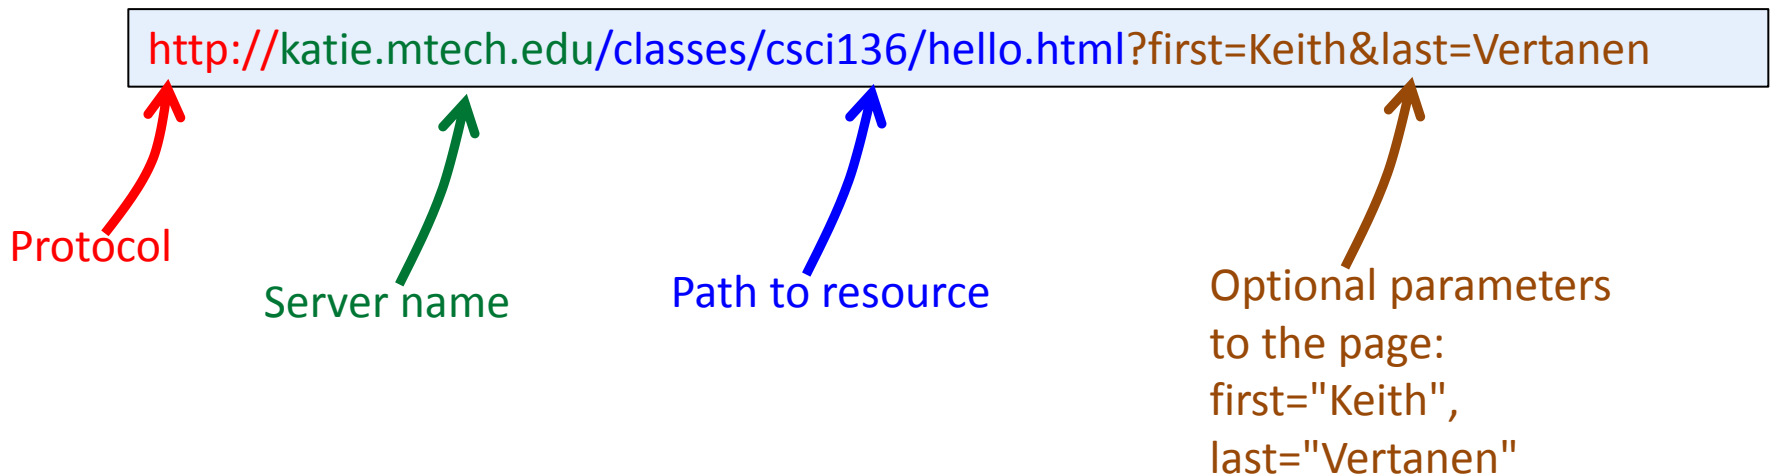 http://katie.mtech.edu/classes/csci136/hello.html?first=Keith&last=Vertanen
Protocol
Server name
Path to resource
Optional parameters
to the page:
first="Keith",
last="Vertanen"